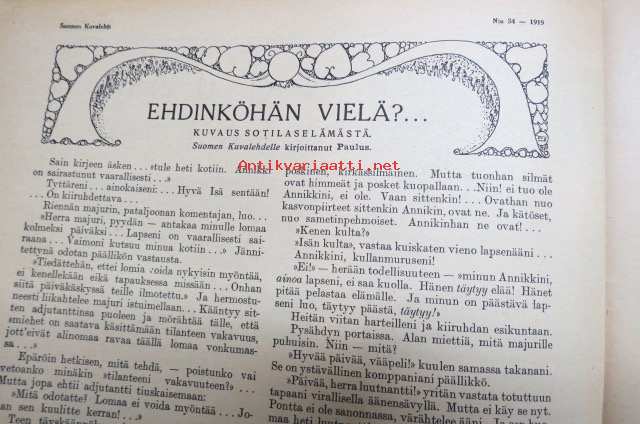 Suomen Kuvalehti
N:o 34 — 1919
EHDINKÖHÄN VIELÄ?...
KUVAUS SOTILASELÄMÄSTÄ.
Suomen Kuvalehdelle kirjoittanut Paulus.
Antikvariaatti.net
Sain kirjeen äsken... »tule heti kotiin. Annikki
on sairastunut vaarallisesti...»
Tyttäreni... ainokaiseni:... Hyvä Isä sentään!
... On kiiruhdettava...
Riennän majurin, pataljoonan komentajan, luo...
»Herra majuri, pyydän — antakaa minulle lomaa
kolmeksi päiväksi... Lapseni on vaarallisesti sai-
raana... Vaimoni kutsuu minua kotiin...» Jänni-
tettynä odotan päällikön vastausta.
»Tiedättehän, ettei lomia voida nykyisin myöntää,
ei kenellekään eikä tapauksessa missään... Onhan
siitä päiväkäskyssä teille ilmotettu.» Ja hermostu-
neesti liikahtelee majuri istuimellaan... Kääntyy sit-
ten adjutanttinsa puoleen ja mörähtää tälle, että
»miehet on saatava käsittämään tilanteen vakavuus,
jott'eivät alinomaa ravaa täällä lomaa vonkumas-
sa...»
Epäröin hetkisen, mitä tehdä, — poistunko vai
vetoanko minäkin »tilanteeni vakavuuteen?»...
Mutta jopa ehtii adjutantti tiuskaisemaan:
»Mitä odotatte? Lomaa ei voida myöntää... Jo-
an sen kuulitte kerran!...»
Teen täyskäännö
poskinen, kirkassilmäinen. Mutta tuonhan silmät
ovat himmeät ja posket kuopallaan... Niin! ei tuo ole
Annikkini, ei ole. Vaan sittenkin!... Ovathan nuo
kasvonpiirteet sittenkin Annikin, ovat ne. Ja kätöset,
nuo sametinpehmoiset. Annikinhan ne ovat!...
»Kenen kulta?»
»Isän kulta», vastaa kuiskaten vieno lapsenääni...
Annikkini, kullanmuruseni!
»Ei!» — herään todellisuuteen — »minun Annikkini,
ainoa lapseni, ei saa kuolla. Hänen täytyy elää! Hänet
pitää pelastaa elämälle. Ja minun on päästävä lap-
seni luo, täytyy päästä, täytyy!»
Heitän viitan harteilleni ja kiiruhdan esikuntaan.
Pysähdyn portaisin. Alan miettiä, mitä majurille
puhuisin. Niin — mitä?
»Hyvää päivää, vääpeli!» kuulen samassa takanani.
Se on ystävällinen komppaniani päällikkö.
»Päivää, herra luutnantti!» yritän vastata totuttuun
tapaani virallisella äänensävyllä. Mutta ei käy se nyt.
Pontta ei ole sanonnassa, värähtelee ääni.